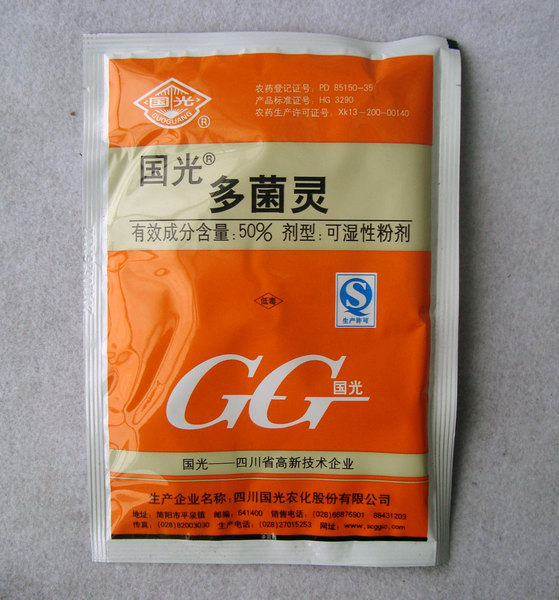 国光
GUOGUANG
®
农药登记证号：PD 85150-35
产品标准证号：HG 3290
农药生产许可证号：Xk13-200-00140
国光®
多菌灵
有效成分含量：50% 剂型：可湿性粉剂
低毒
QS
生产许可
GG国光
国光——四川省高新技术企业
生产企业名称：四川国光农化股份有限公司
地址：简阳市平泉镇 邮编：641400 销售电话：(028)66876901 88431203
传真：(028)82003030 生产电话：(028)27015253 网址：www.scggic.com